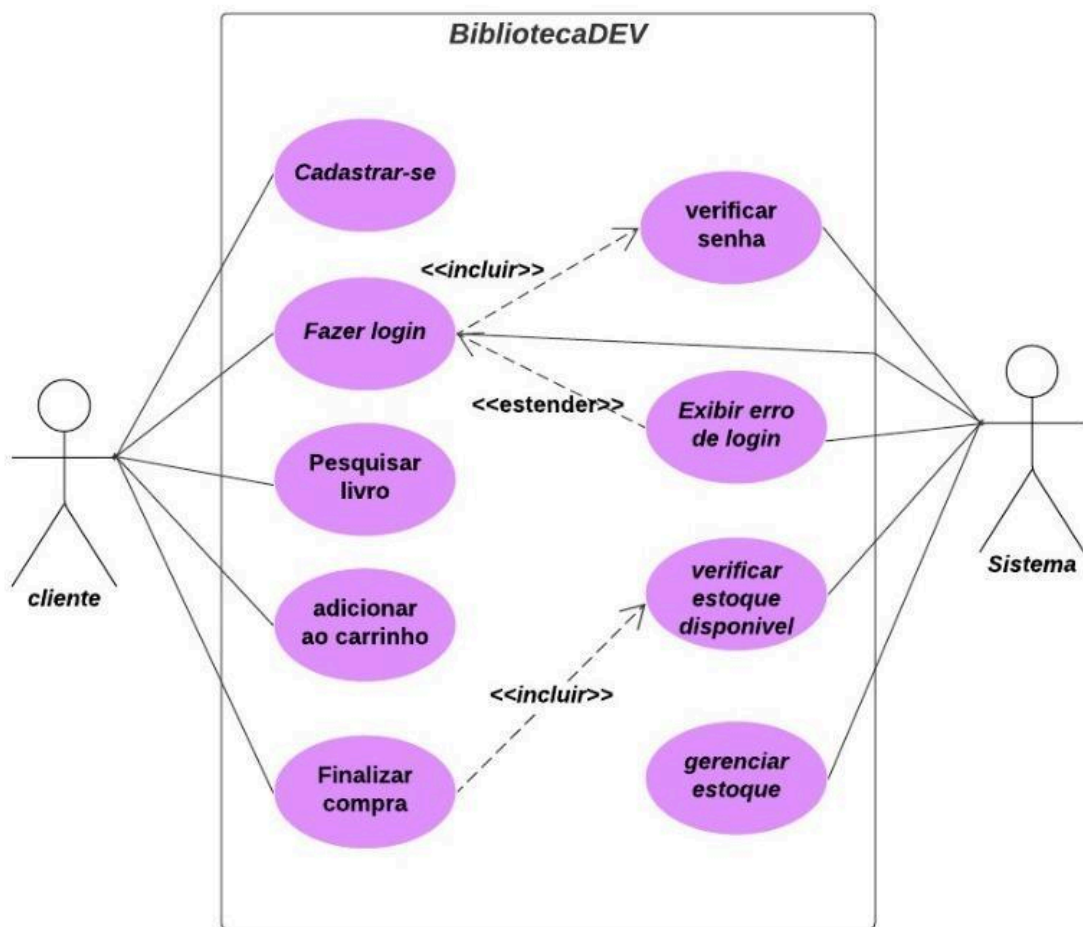 BibliotecaDEV
Cadastrar-se
verificar
senha
<<incluir>>
Fazer login
<<estender>>
Exibir erro
de login
Pesquisar
livro
cliente
Sistema
verificar
estoque
disponivel
adicionar
ao carrinho
<<incluir>>
Finalizar
compra
gerenciar
estoque